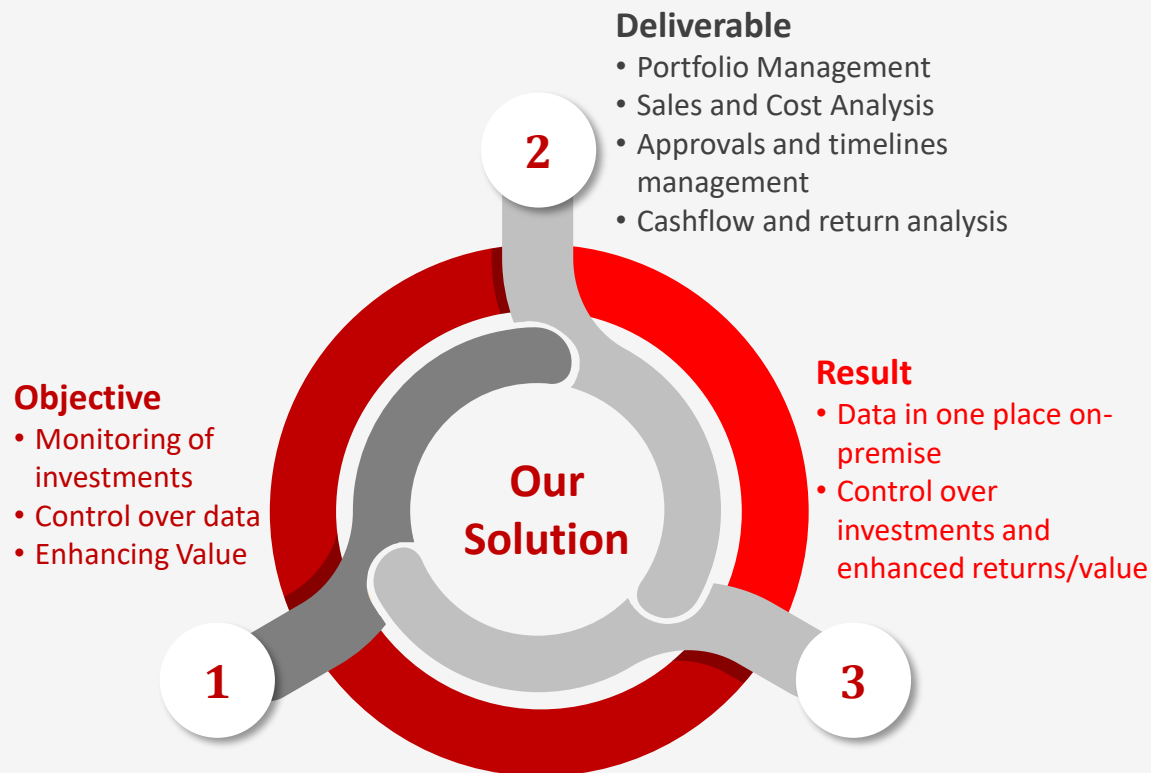 Deliverable
• Portfolio Management
• Sales and Cost Analysis
• Approvals and timelines
management
• Cashflow and return analysis
2
Objective
• Monitoring of
investments
• Control over data
• Enhancing Value
Our
Solution
Result
• Data in one place on-
premise
• Control over
investments and
enhanced returns/value
1
3